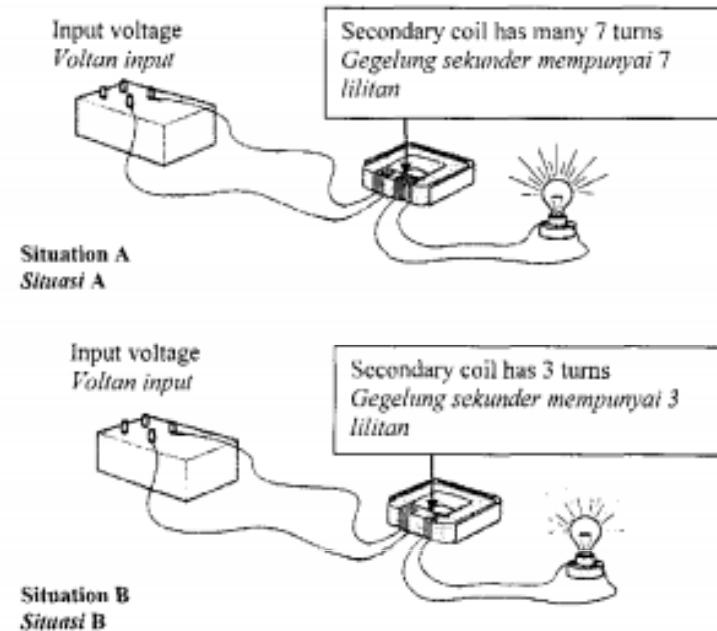 Input voltage
Voltan input
Secondary coil has many 7 turns
Gegelung sekunder mempunyai 7
lilitan
Situation A
Situasi A
Input voltage
Voltan input
Secondary coil has 3 turns
Gegelung sekunder mempunyai 3
lilitan
Situation B
Situasi B